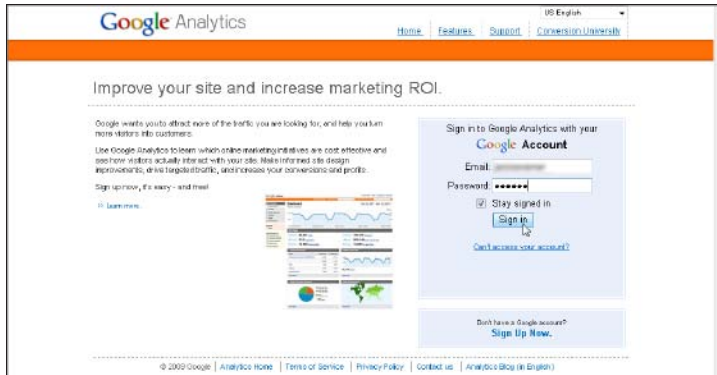 US English
Google Analytics
Home Features Support Conversion University
Improve your site and increase marketing ROI.
Google wants you to attract more of the traffic you are looking for, and help you turn
more visitors into customers.
Use Google Analytics to learn which online marketing initiatives are cost effective and
see how visitors actually interact with your site. Make informed site design
improvements, drive targeted traffic, and increase your conversions and profits.
Sign up now, it's easy - and free!
Learn more.
Sign in to Google Analytics with your
Google Account
Email:
Password:
Stay signed in
Sign in
Can't access your account?
Don't have a Google account?
Sign Up Now.
© 2009 Google | Analytics Home | Terms of Service | Privacy Policy | Contact us | Analytics Blog (in English)